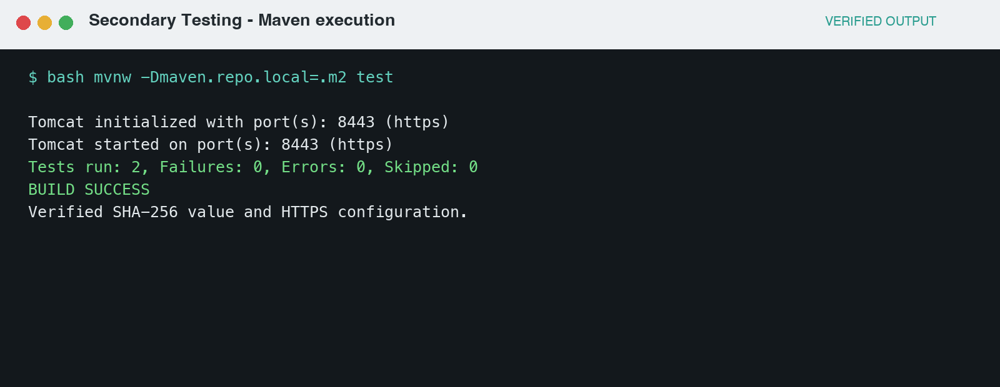 Secondary Testing - Maven execution
VERIFIED OUTPUT
$ bash mvnw −Dmaven.repo.local=.m2 test
Tomcat initialized with port(s): 8443 (https)
Tomcat started on port(s): 8443 (https)
Tests run: 2, Failures: 0, Errors: 0, Skipped: 0
BUILD SUCCESS
Verified SHA−256 value and HTTPS configuration.